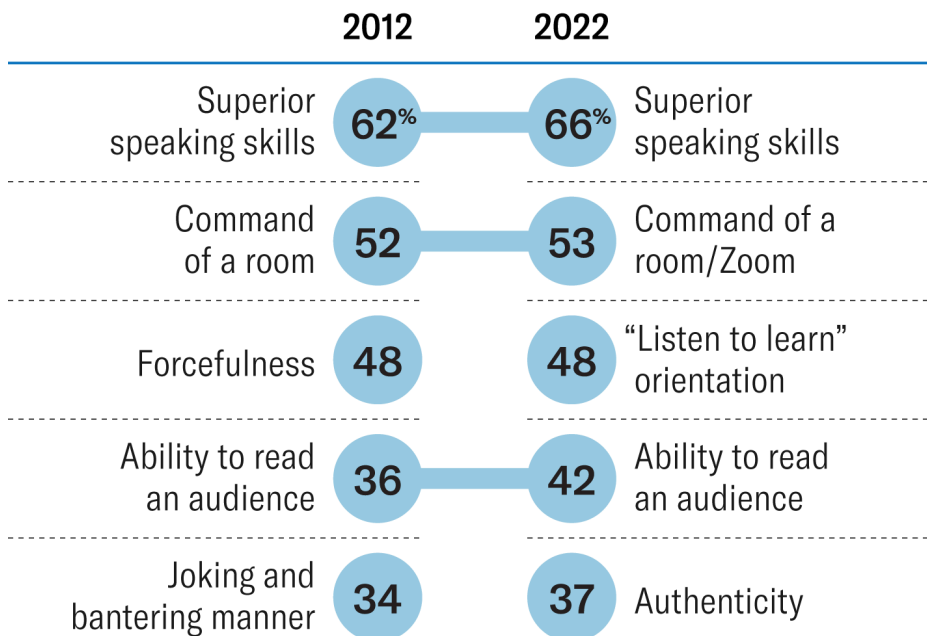 2012 2022
Superior
speaking skills
62%
66%
Superior
speaking skills
Command
of a room
52
53
Command of a
room/Zoom
Forcefulness
48
48
“Listen to learn”
orientation
Ability to read
an audience
36
42
Ability to read
an audience
Joking and
bantering manner
34
37
Authenticity